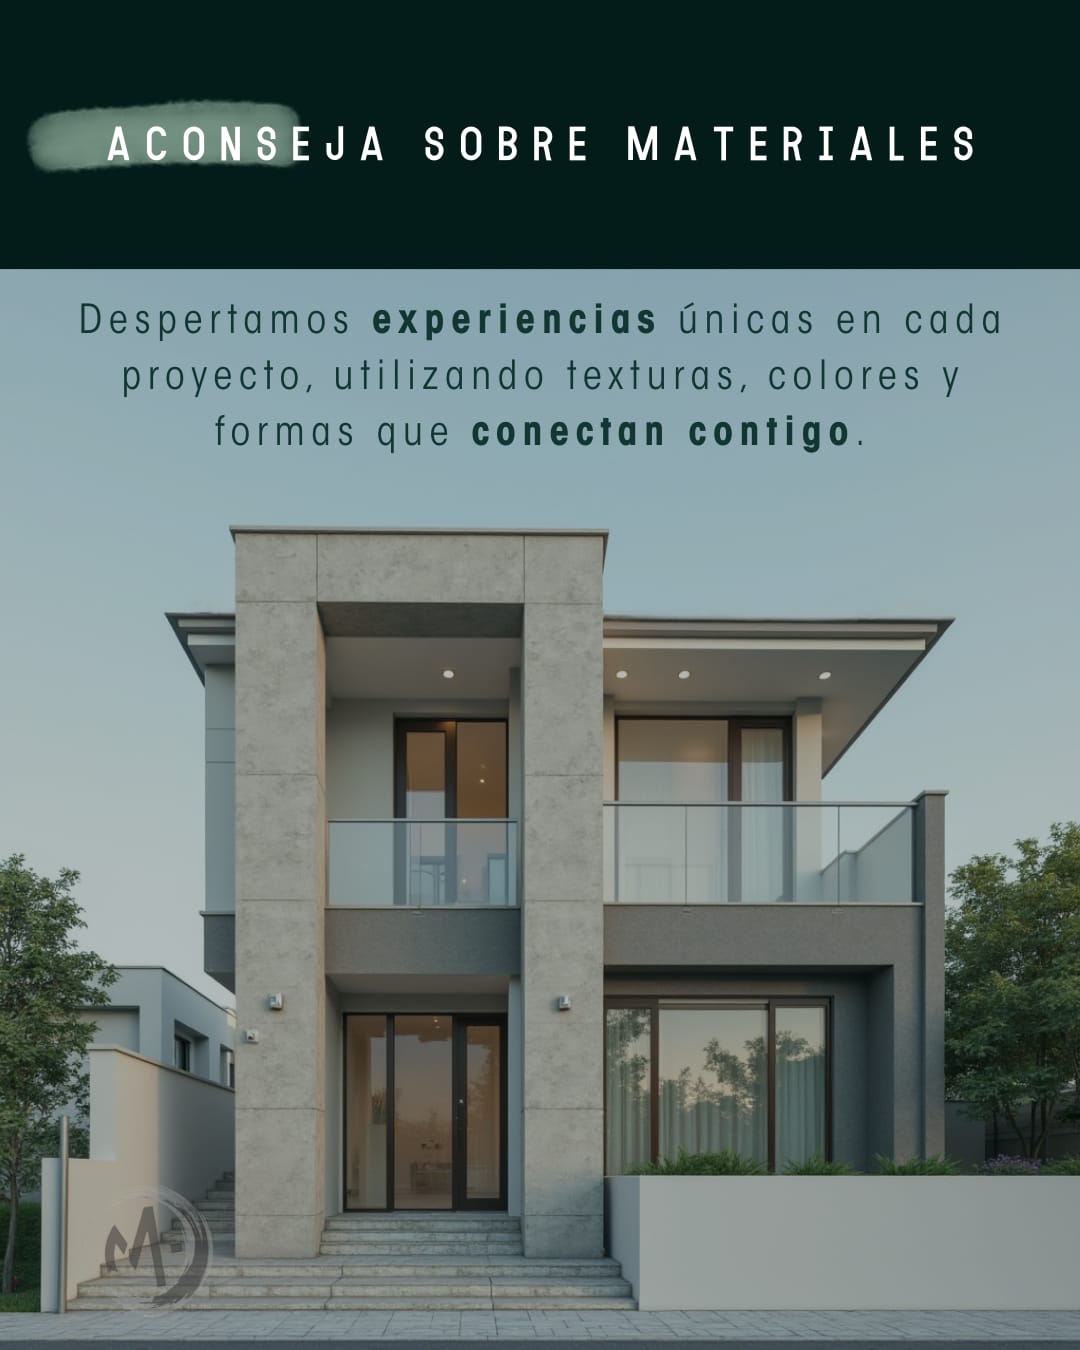 ACONSEJA SOBRE MATERIALES
Despertamos experiencias únicas en cada
proyecto, utilizando texturas, colores y
formas que conectan contigo.